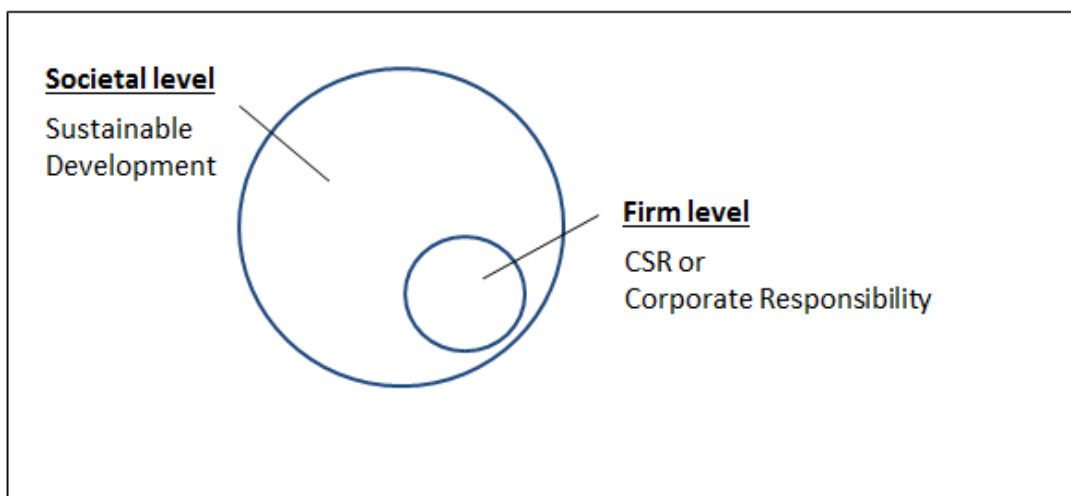 Societal level
Sustainable
Development
Firm level
CSR or
Corporate Responsibility